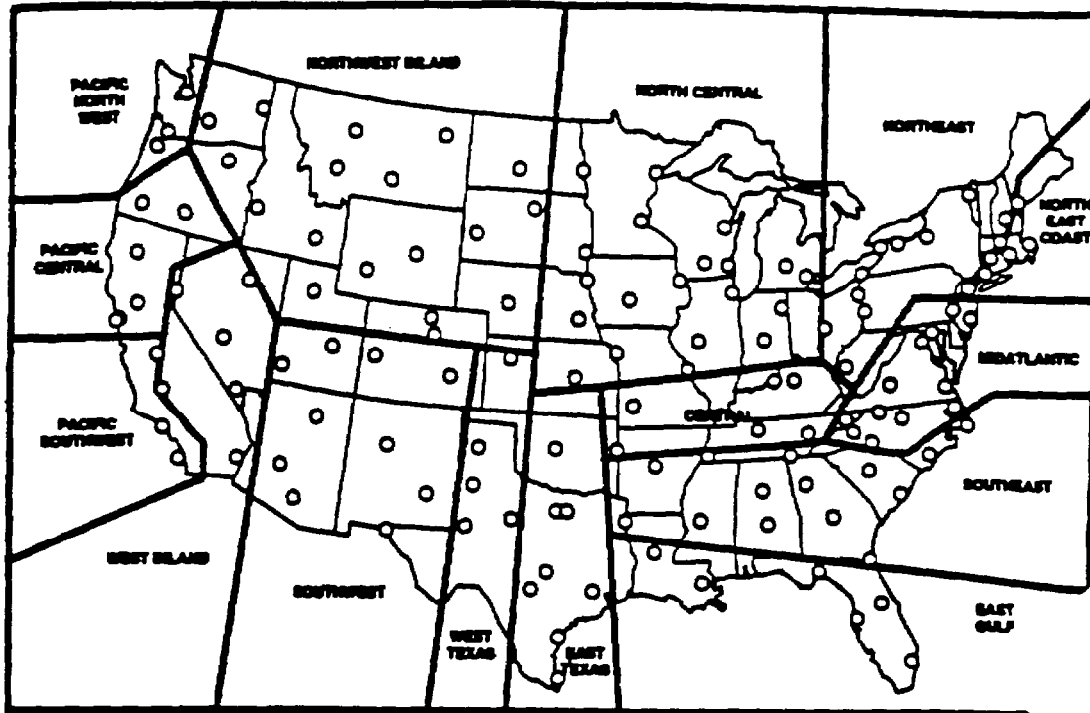 PACIFIC
NORTH
WEST
NORTHWEST INLAND
NORTH CENTRAL
NORTHEAST
NORTH
EAST
COAST
PACIFIC
CENTRAL
MIDATLANTIC
PACIFIC
SOUTHWEST
CENTRAL
SOUTHEAST
WEST INLAND
SOUTHWEST
WEST
TEXAS
EAST
TEXAS
EAST
GULF